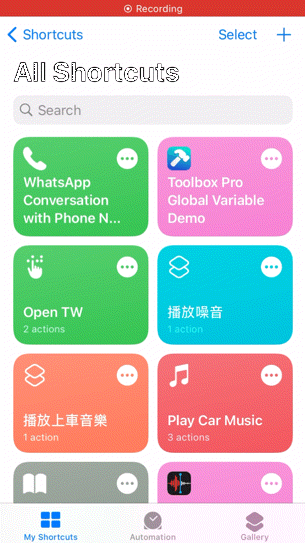 Recording
Shortcuts
Select
All Shortcuts
Search
WhatsApp
Conversation
with Phone N...
Toolbox Pro
Global Variable
Demo
Open TW
2 actions
播放噪音
1 action
播放上車音樂
1 action
Play Car Music
3 actions
My Shortcuts
Automation
Gallery